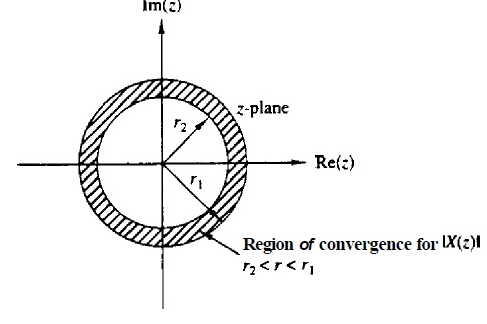 Im(z)
z-plane
r₂
Re(z)
r₁
Region of convergence for |X(z)|
r₂ < r < r₁